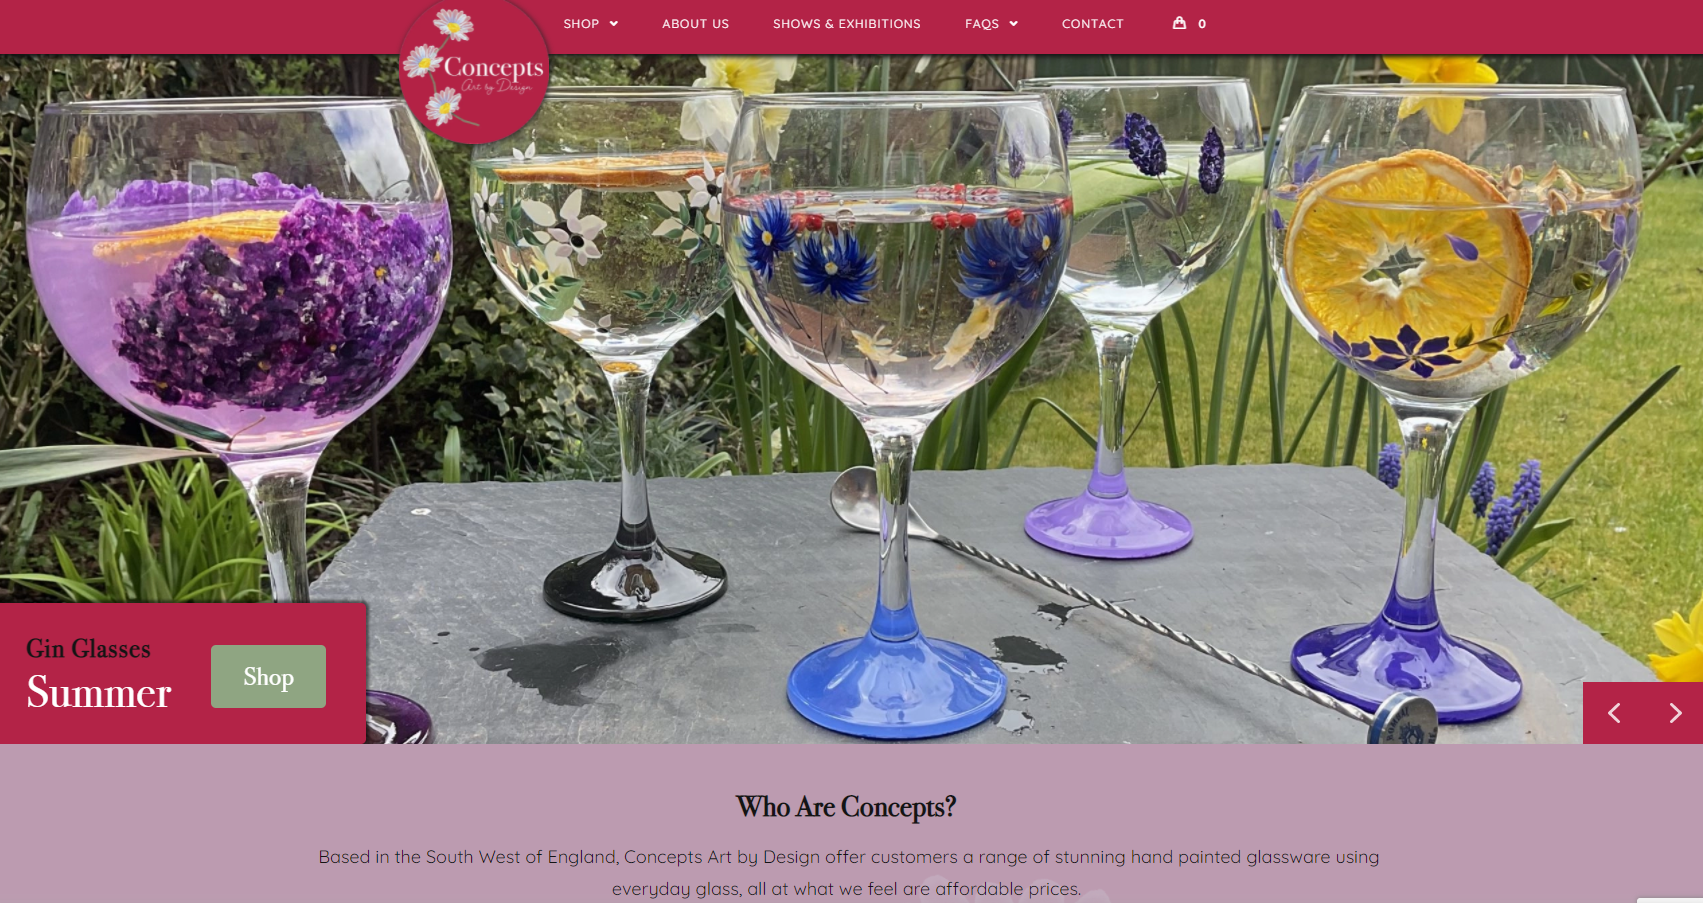 SHOP
ABOUT US
SHOWS & EXHIBITIONS
FAQS
CONTACT
0
Concepts
Art by Design
Gin Glasses
Summer
Shop
Who Are Concepts?
Based in the South West of England, Concepts Art by Design offer customers a range of stunning hand painted glassware using
everyday glass, all at what we feel are affordable prices.